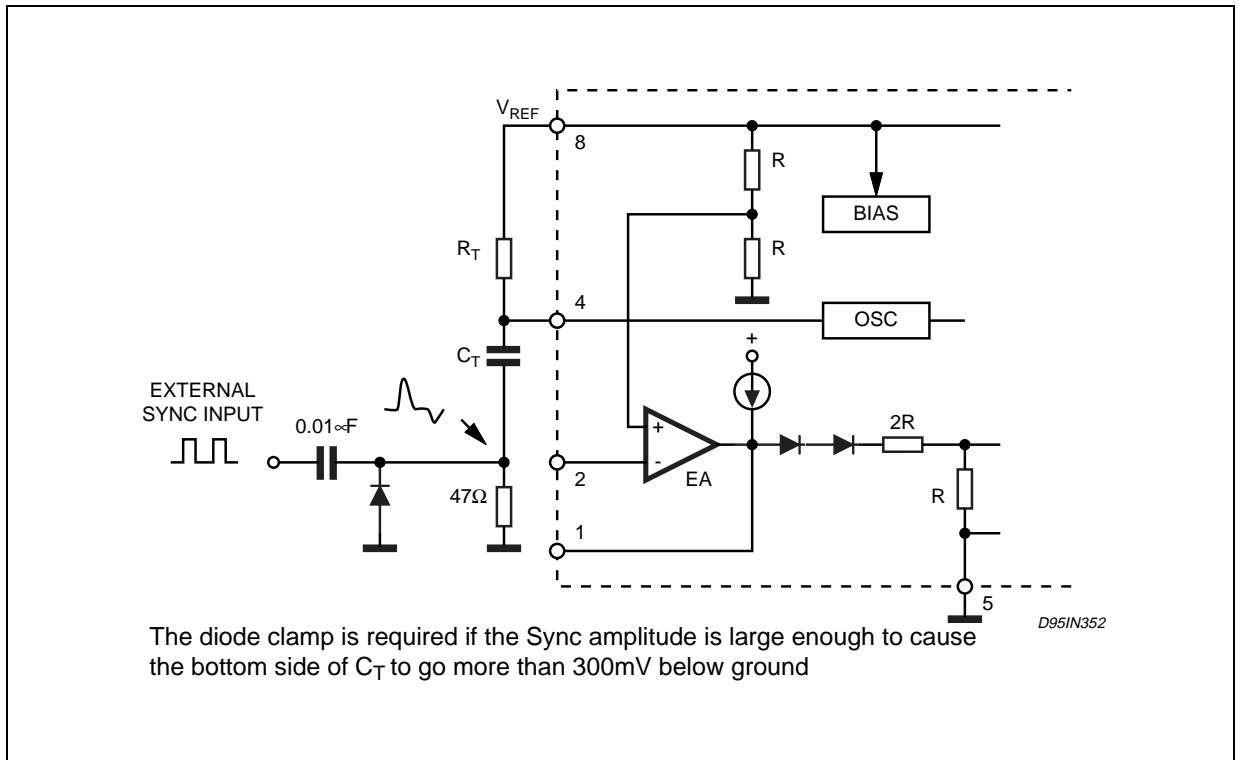 VREF
8
R
BIAS
R
RT
4
OSC
CT
+
EXTERNAL
SYNC INPUT
0.01∝F
+
2R
-
EA
2
47Ω
R
1
5
D95IN352
The diode clamp is required if the Sync amplitude is large enough to cause
the bottom side of CT to go more than 300mV below ground